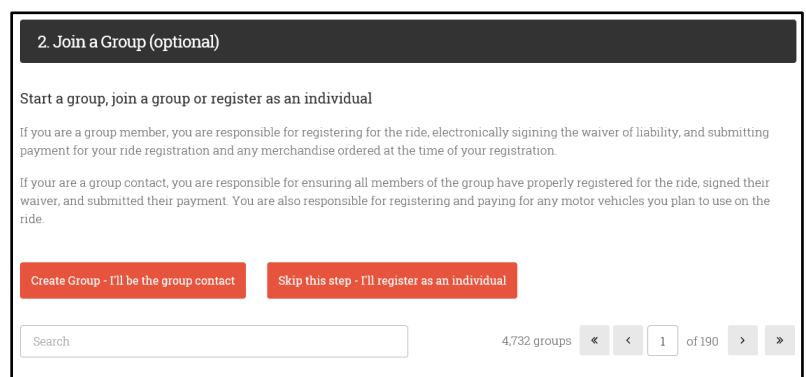 2. Join a Group (optional)
Start a group, join a group or register as an individual
If you are a group member, you are responsible for registering for the ride, electronically sigining the waiver of liability, and submitting
payment for your ride registration and any merchandise ordered at the time of your registration.
If your are a group contact, you are responsible for ensuring all members of the group have properly registered for the ride, signed their
waiver, and submitted their payment. You are also responsible for registering and paying for any motor vehicles you plan to use on the
ride.
Create Group - I'll be the group contact Skip this step - I'll register as an individual
Search 4,732 groups « ‹ 1 of 190 › »